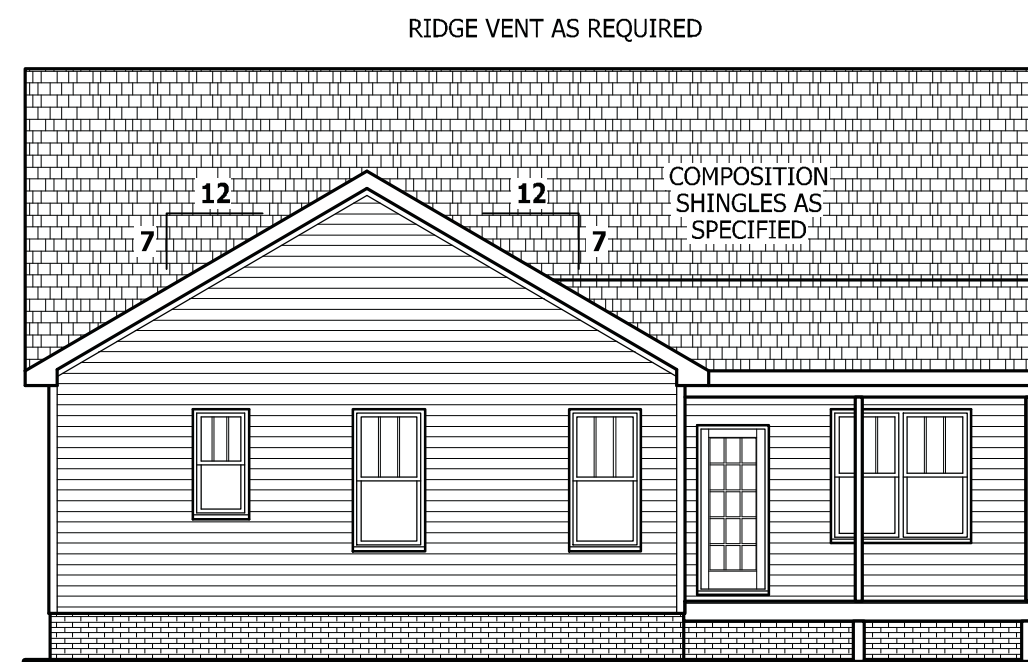 RIDGE VENT AS REQUIRED
12
7
12
7
COMPOSITION
SHINGLES AS
SPECIFIED